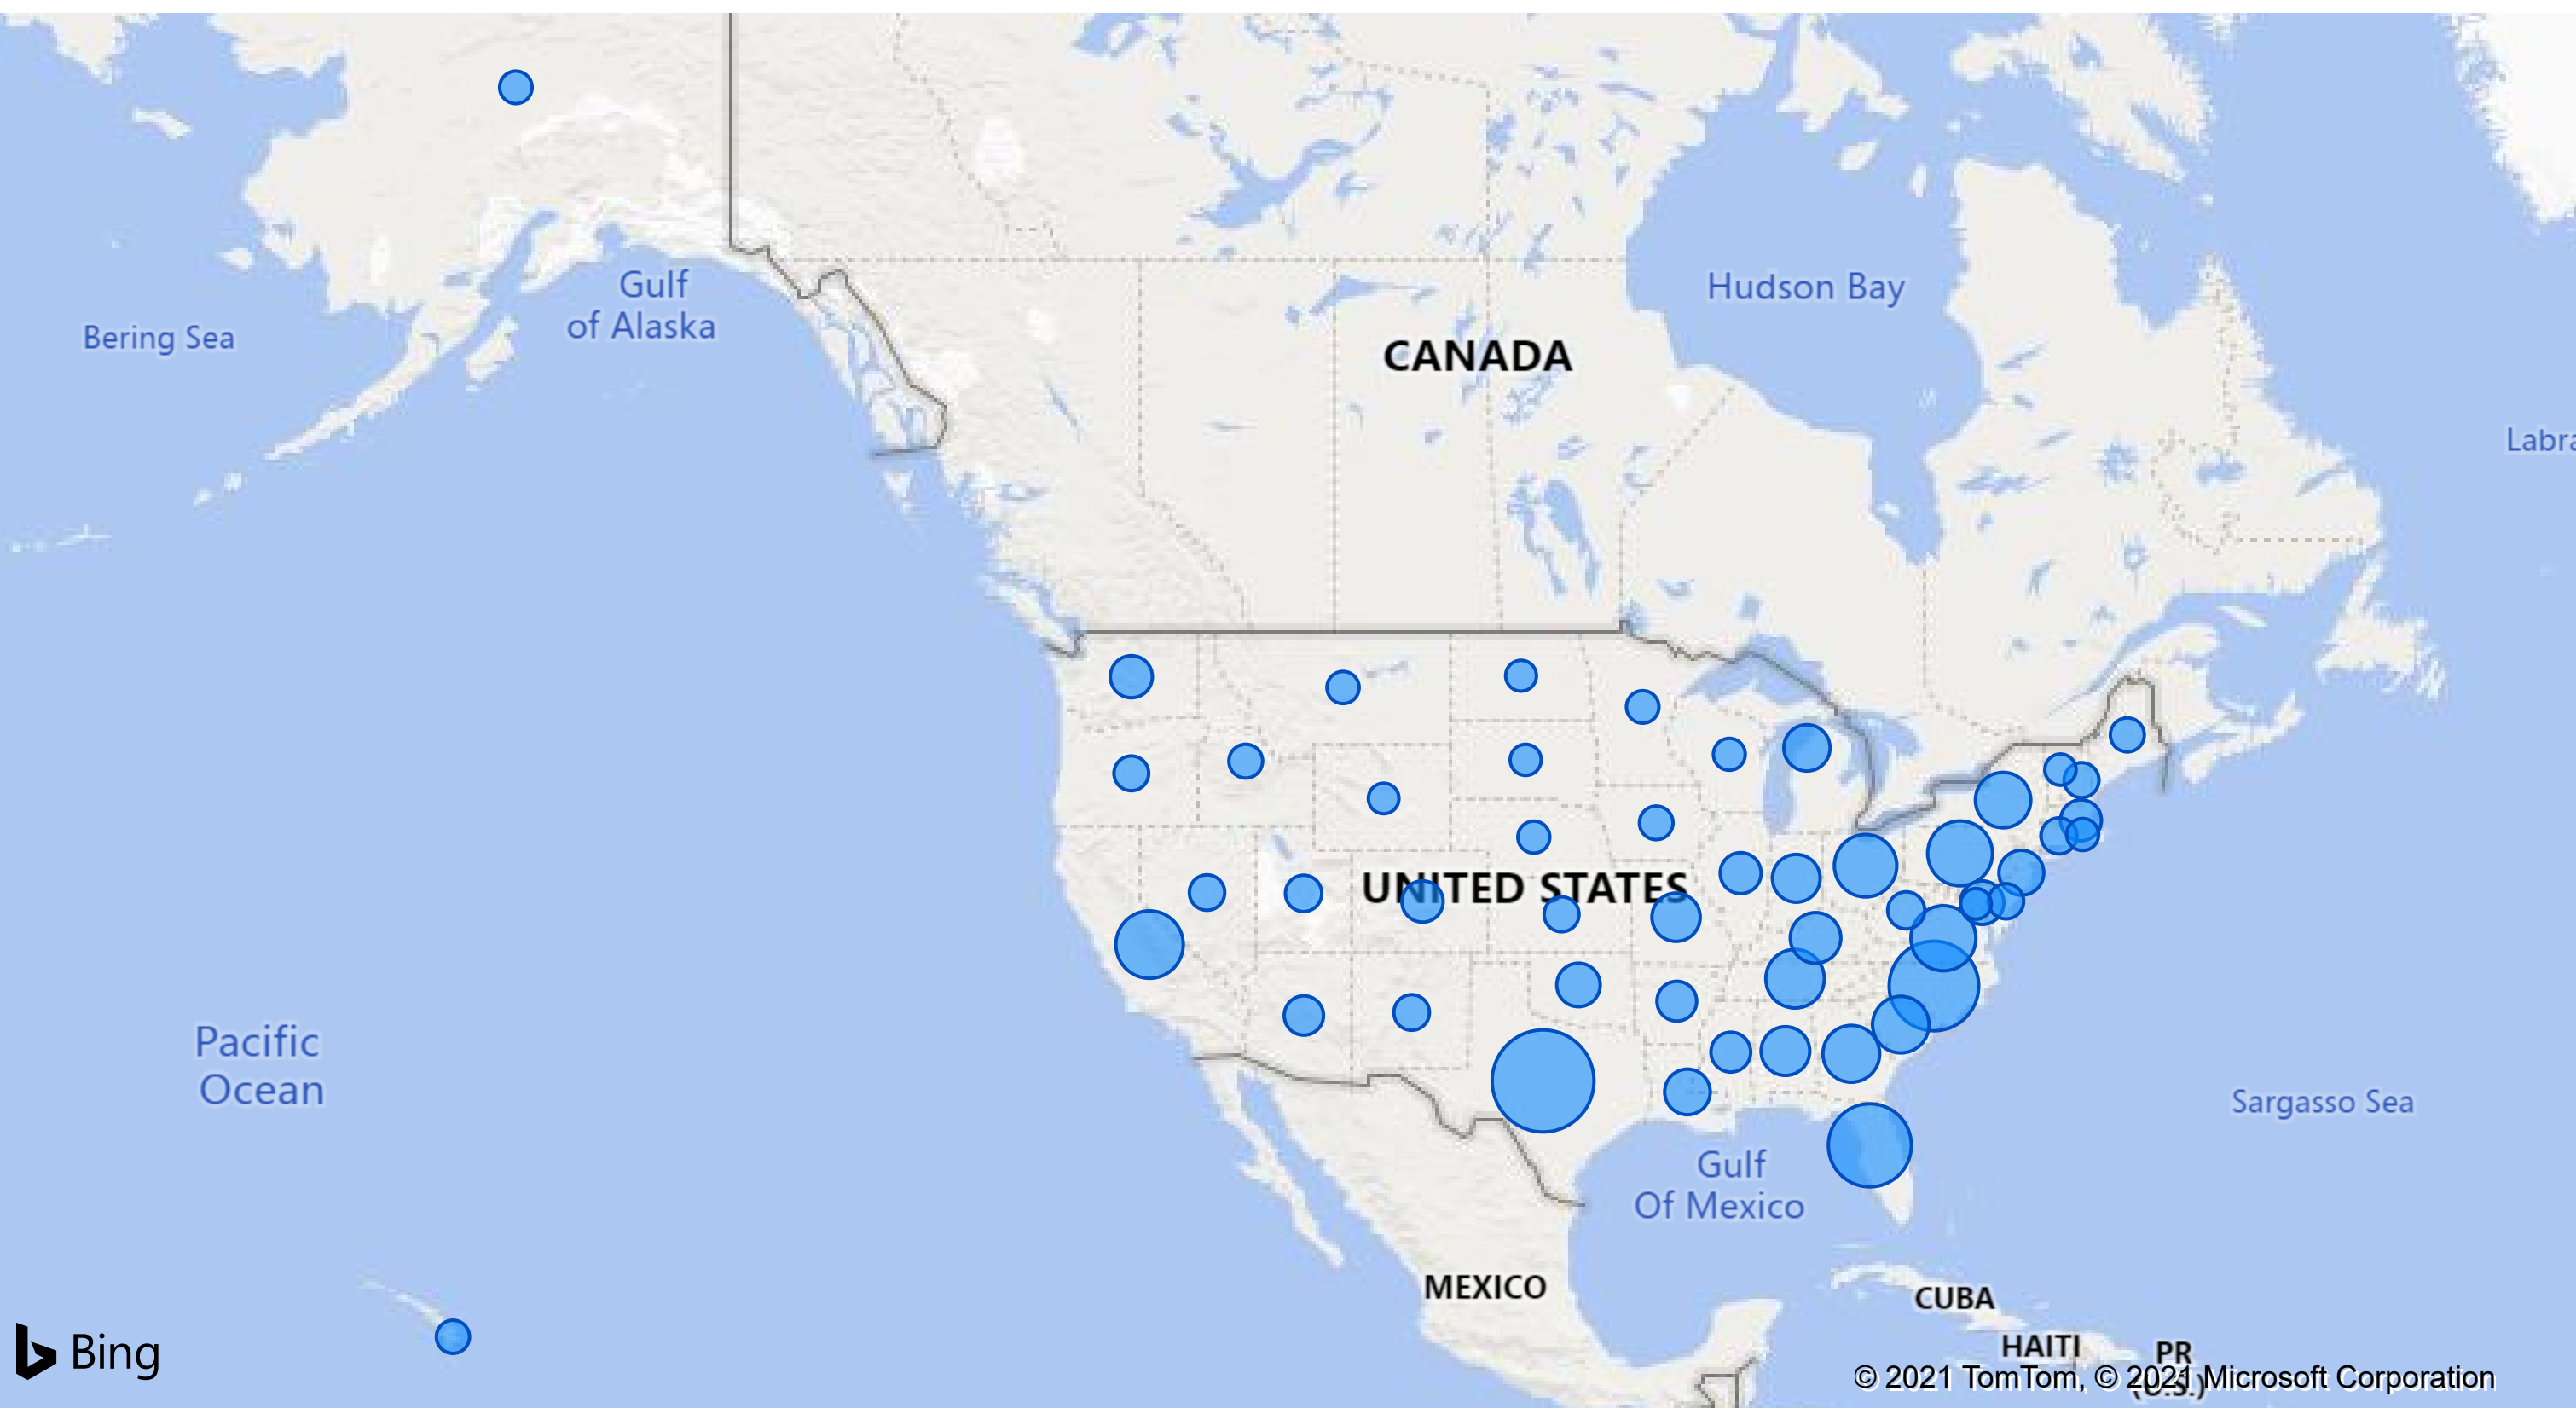 Gulf
of Alaska
Bering Sea
Hudson Bay
CANADA
Labra
UNITED STATES
Pacific
Ocean
Sargasso Sea
Gulf
Of Mexico
MEXICO
CUBA
HAITI
PR
(U.S.)
Bing
© 2021 TomTom, © 2021 Microsoft Corporation